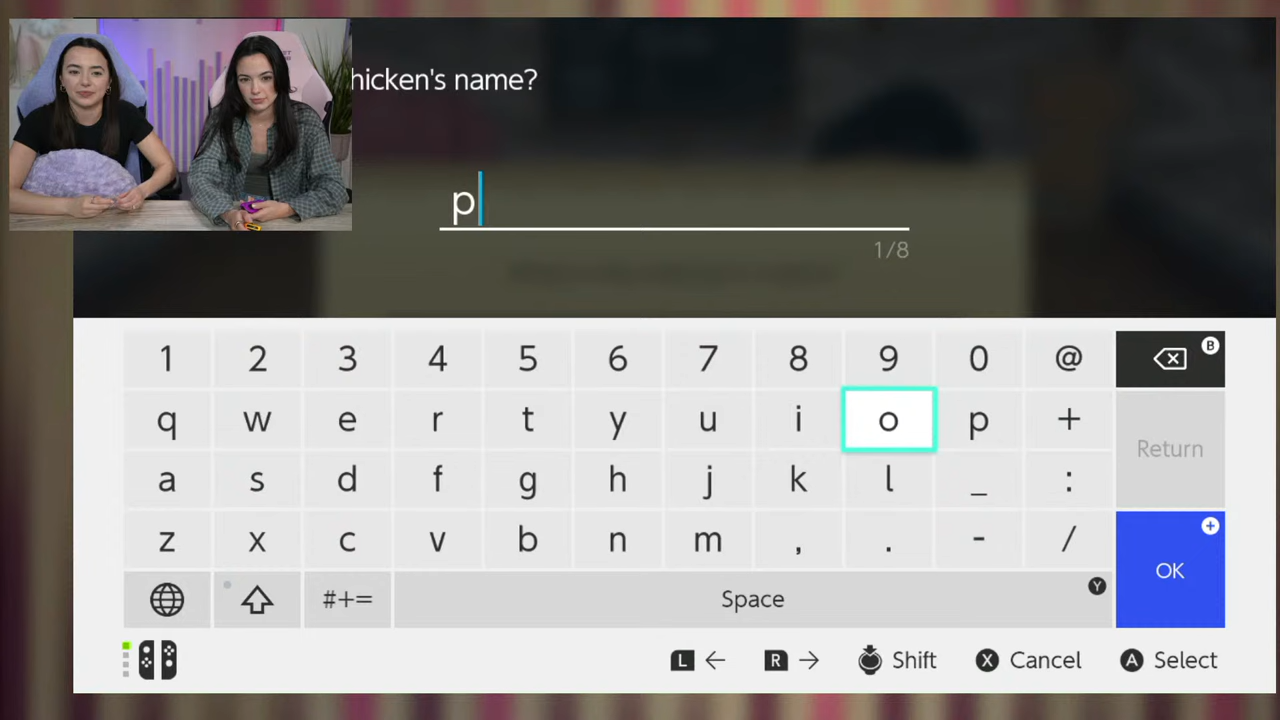 hicken's name?
p
1/8
1 2 3 4 5 6 7 8 9 0 @ B
q w e r t y u i o p +
Return
a s d f g h j k l _ :
z x c v b n m , . - / OK
#+= Space Y
L ← R → Shift X Cancel A Select